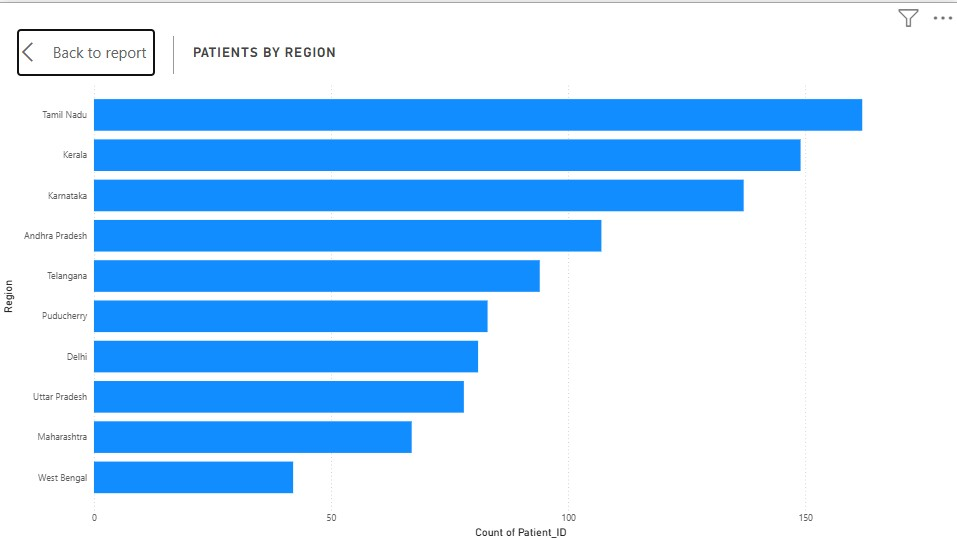 Back to report
PATIENTS BY REGION
Tamil Nadu
Kerala
Karnataka
Andhra Pradesh
Telangana
Puducherry
Delhi
Uttar Pradesh
Maharashtra
West Bengal
Region
0 50 100 150
Count of Patient_ID